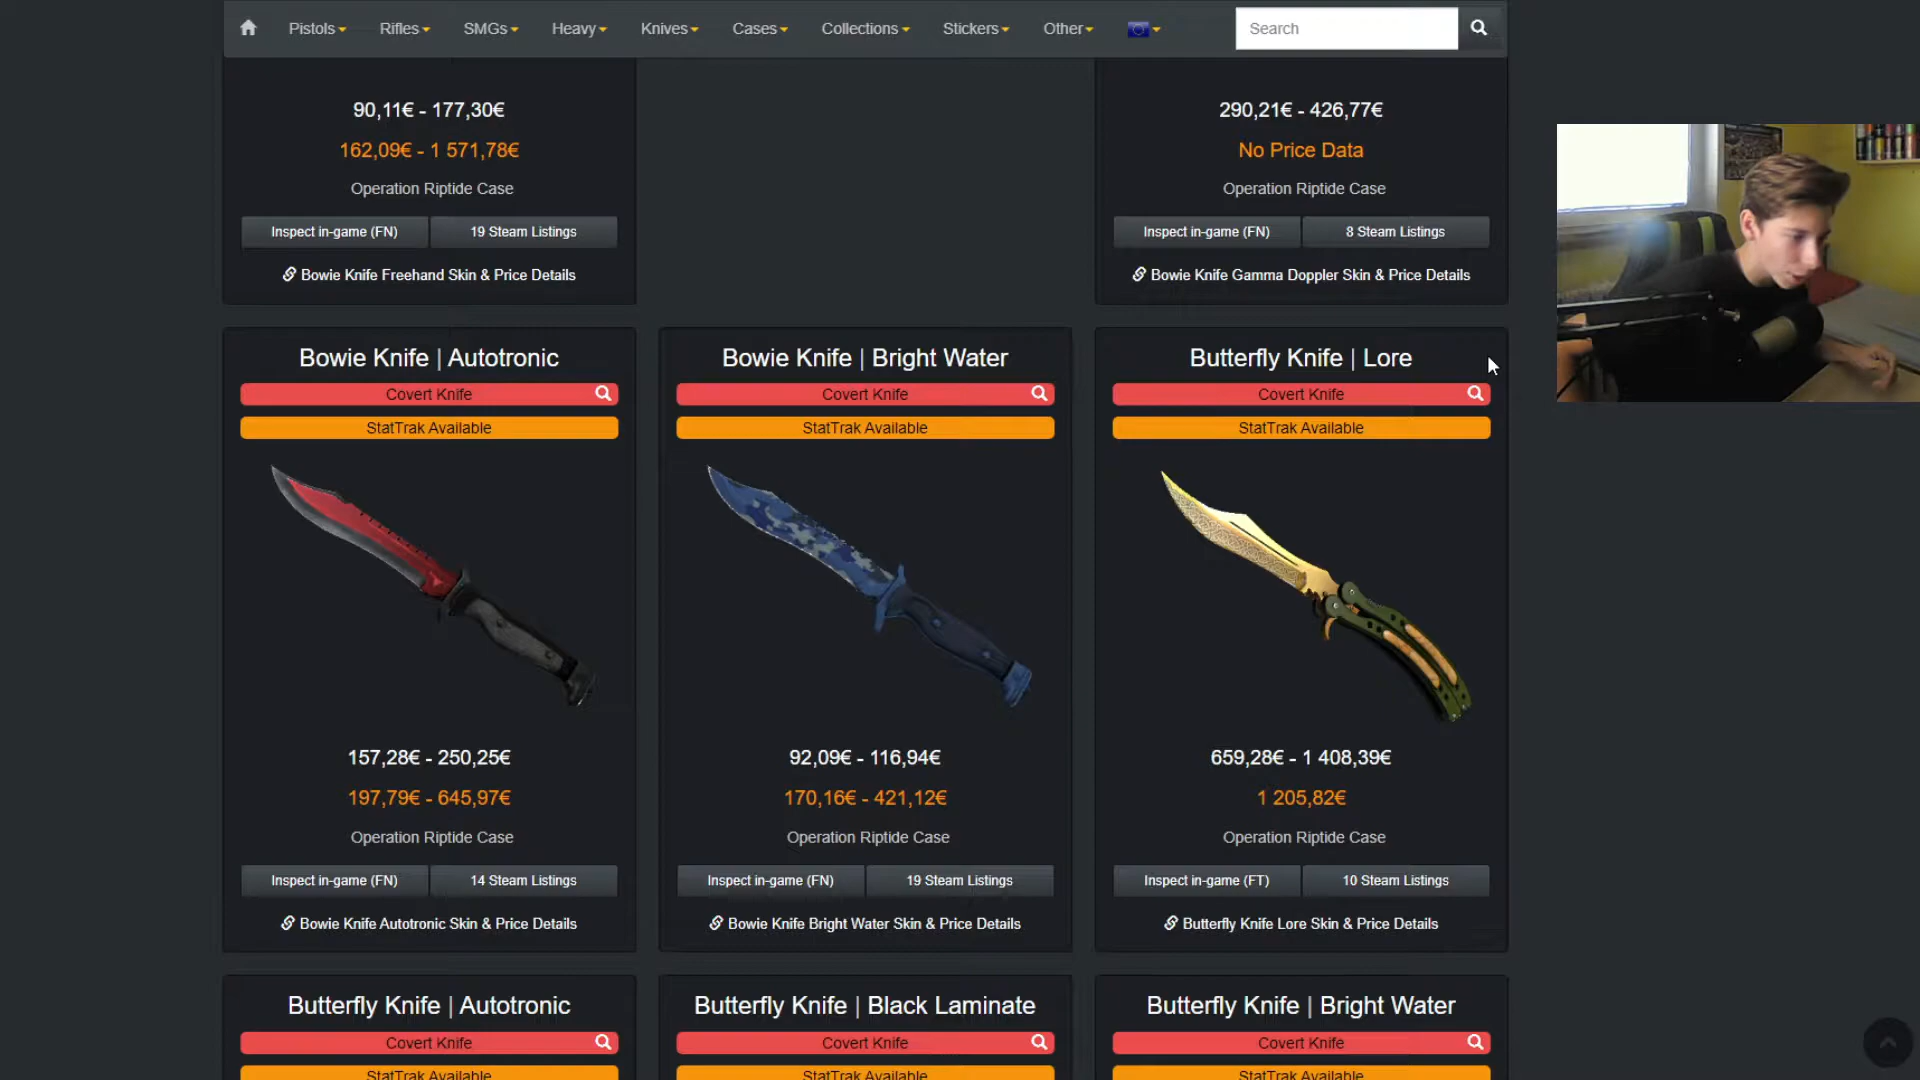 Pistols Rifles SMGs Heavy Knives Cases Collections Stickers Other Search
90,11€ - 177,30€
162,09€ - 1 571,78€
Operation Riptide Case
Inspect in-game (FN) 19 Steam Listings
Bowie Knife Freehand Skin & Price Details
290,21€ - 426,77€
No Price Data
Operation Riptide Case
Inspect in-game (FN) 8 Steam Listings
Bowie Knife Gamma Doppler Skin & Price Details
Bowie Knife | Autotronic
Covert Knife
StatTrak Available
157,28€ - 250,25€
197,79€ - 645,97€
Operation Riptide Case
Inspect in-game (FN) 14 Steam Listings
Bowie Knife Autotronic Skin & Price Details
Bowie Knife | Bright Water
Covert Knife
StatTrak Available
92,09€ - 116,94€
170,16€ - 421,12€
Operation Riptide Case
Inspect in-game (FN) 19 Steam Listings
Bowie Knife Bright Water Skin & Price Details
Butterfly Knife | Lore
Covert Knife
StatTrak Available
659,28€ - 1 408,39€
1 205,82€
Operation Riptide Case
Inspect in-game (FT) 10 Steam Listings
Butterfly Knife Lore Skin & Price Details
Butterfly Knife | Autotronic
Covert Knife
StatTrak Available
Butterfly Knife | Black Laminate
Covert Knife
StatTrak Available
Butterfly Knife | Bright Water
Covert Knife
StatTrak Available